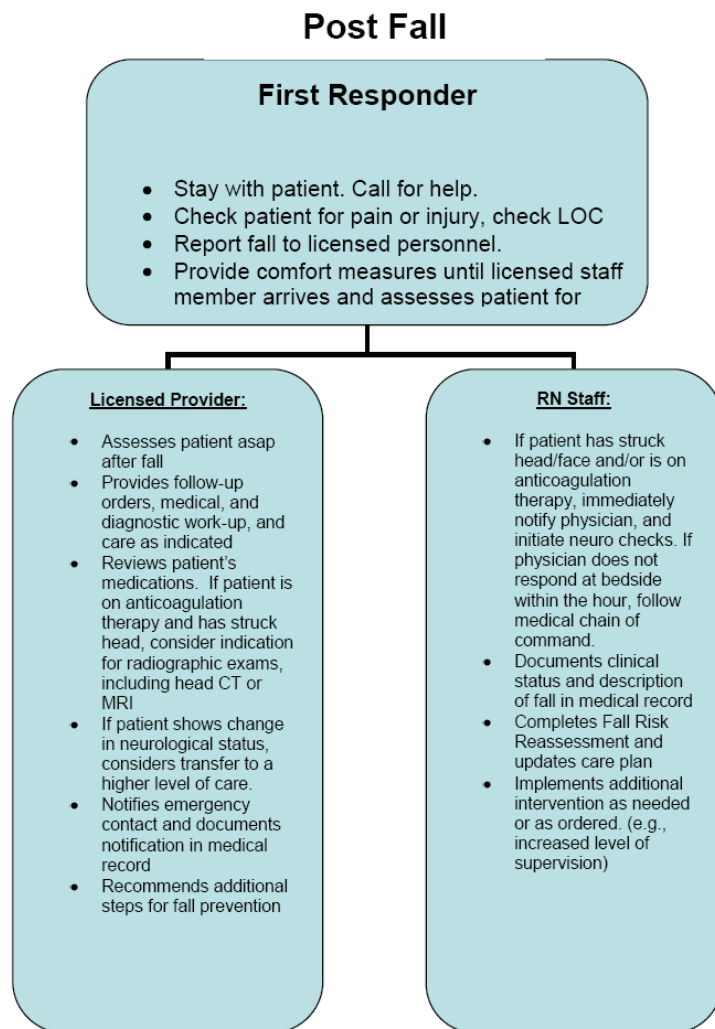 Post Fall
First Responder
• Stay with patient. Call for help.
• Check patient for pain or injury, check LOC
• Report fall to licensed personnel.
• Provide comfort measures until licensed staff
member arrives and assesses patient for
Licensed Provider:
• Assesses patient asap
after fall
• Provides follow-up
orders, medical, and
diagnostic work-up, and
care as indicated
• Reviews patient's
medications. If patient is
on anticoagulation
therapy and has struck
head, consider indication
for radiographic exams,
including head CT or
MRI
• If patient shows change
in neurological status,
considers transfer to a
higher level of care.
• Notifies emergency
contact and documents
notification in medical
record
• Recommends additional
steps for fall prevention
RN Staff:
• If patient has struck
head/face and/or is on
anticoagulation
therapy, immediately
notify physician, and
initiate neuro checks. If
physician does not
respond at bedside
within the hour, follow
medical chain of
command.
• Documents clinical
status and description
of fall in medical record
• Completes Fall Risk
Reassessment and
updates care plan
• Implements additional
intervention as needed
or as ordered. (e.g.,
increased level of
supervision)